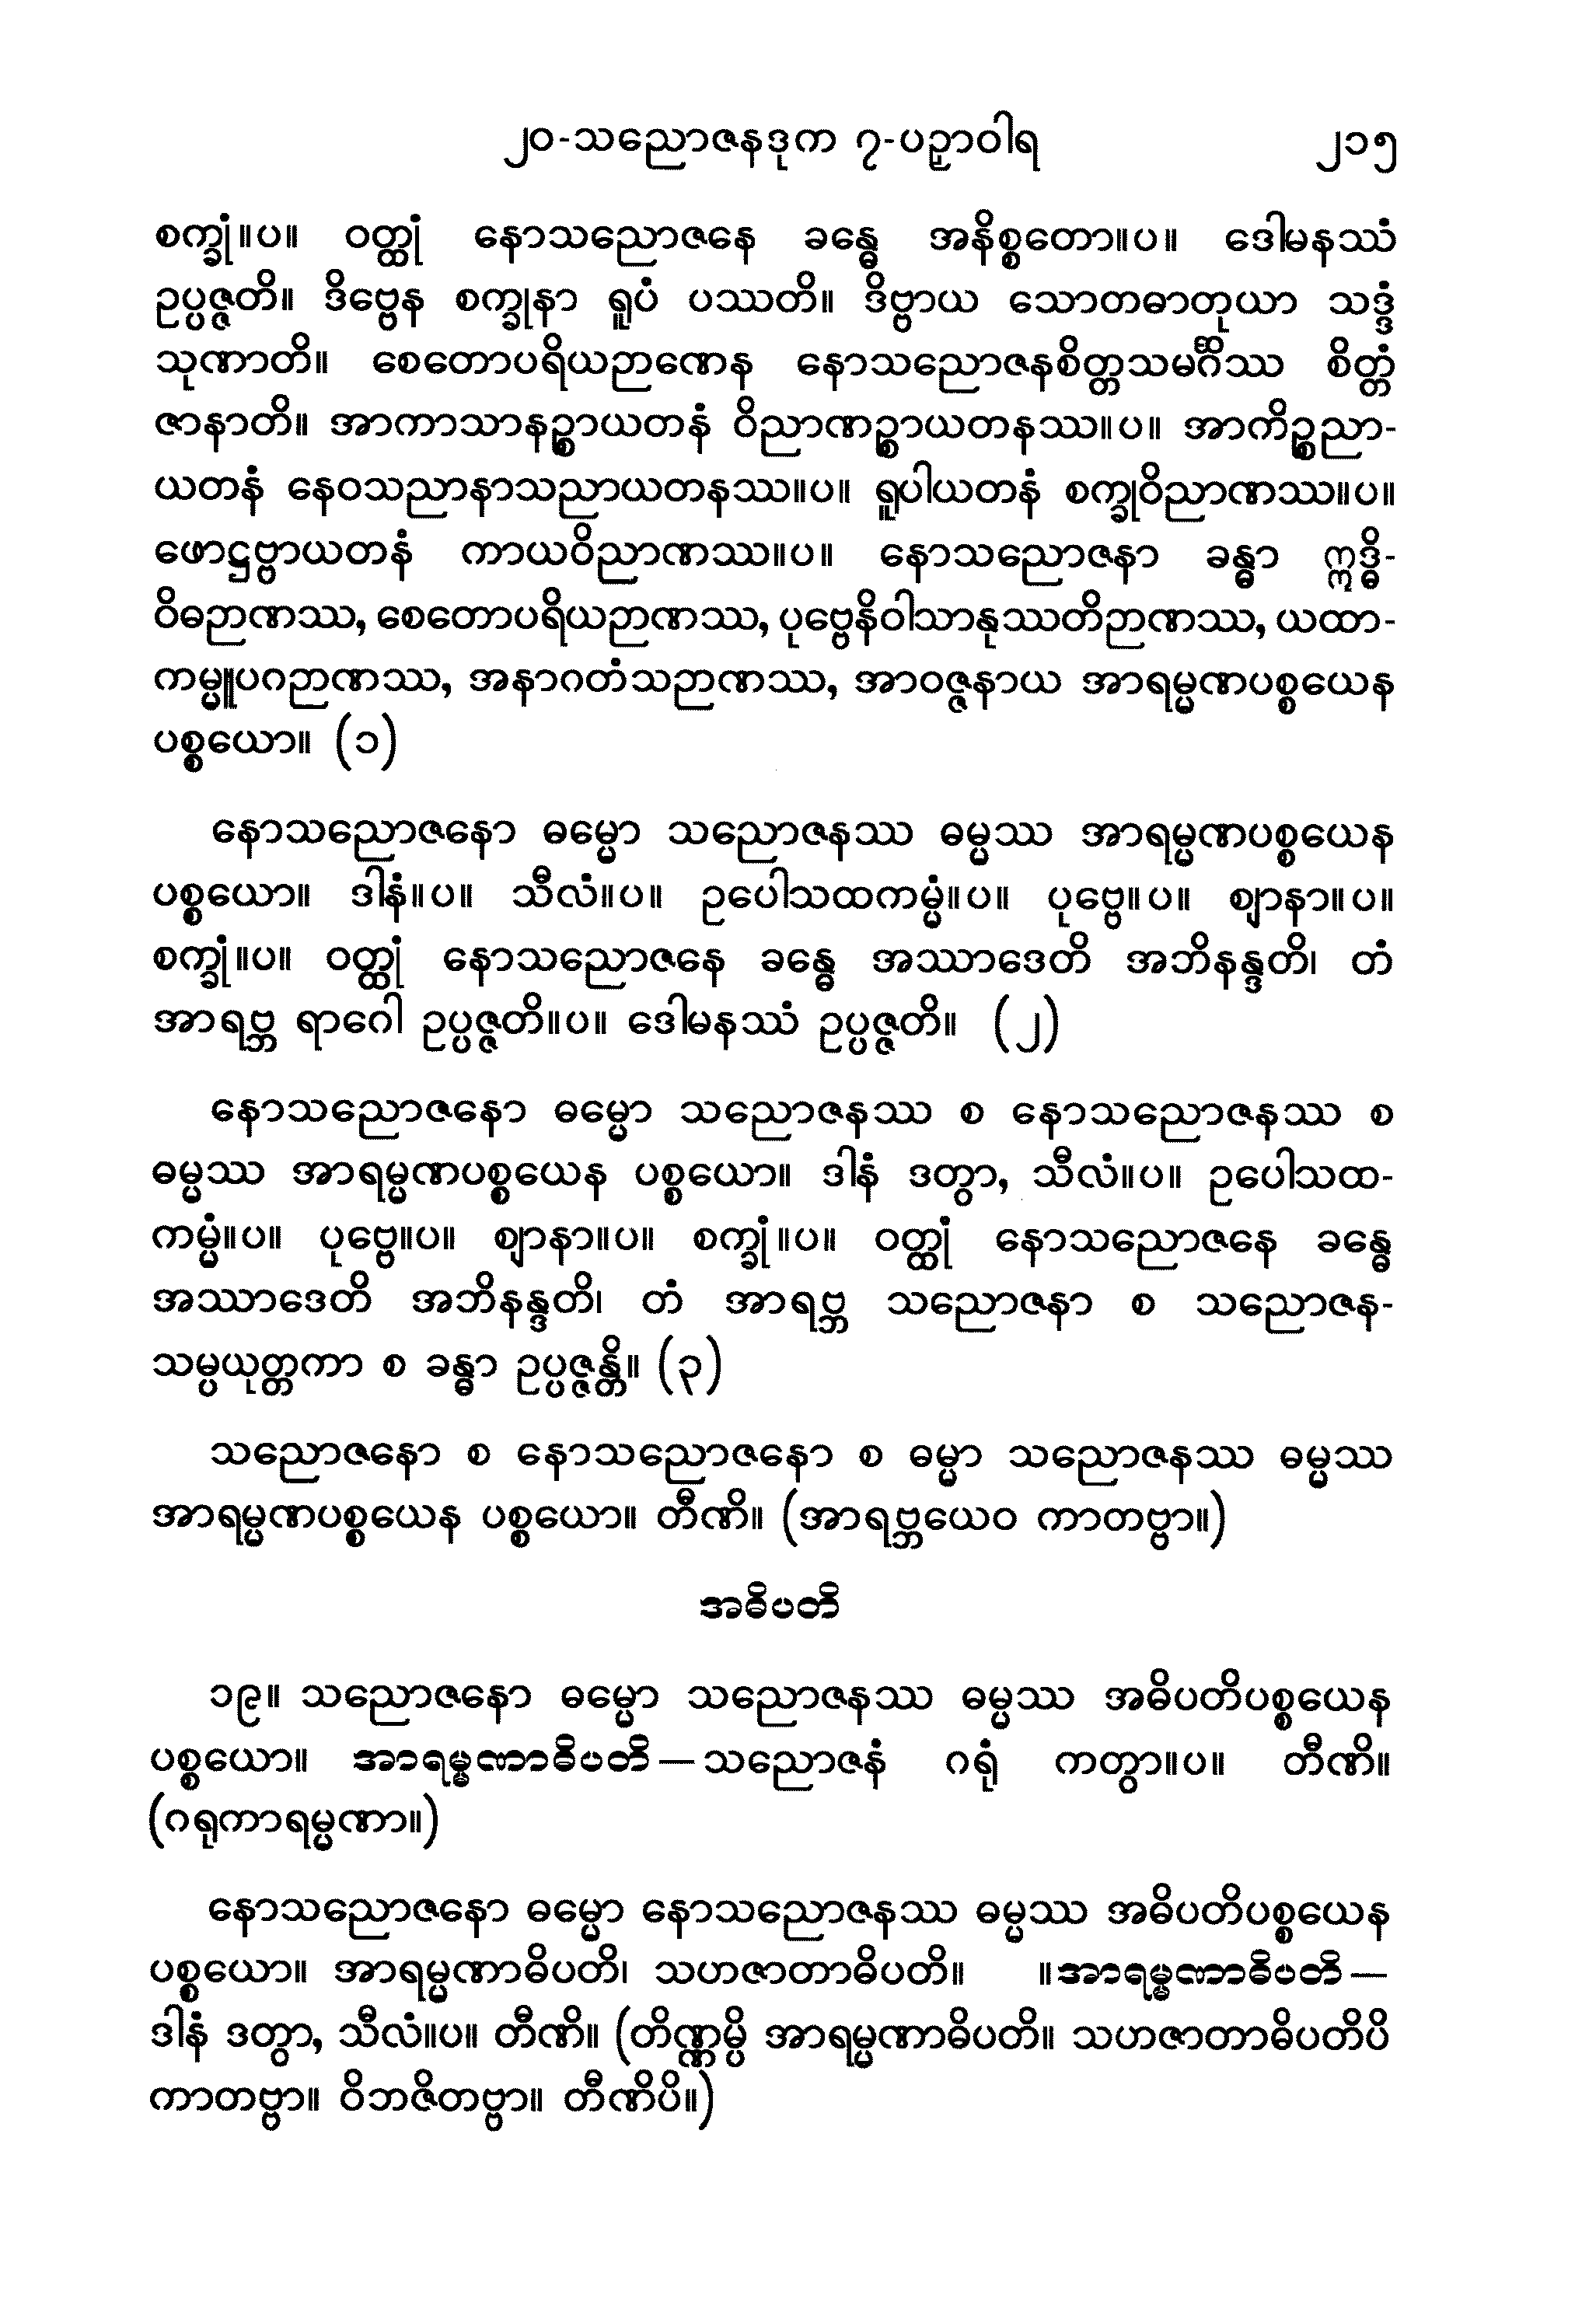 ၂၀-သညောဇနဒုက ၇-ပဉှာဝါရ ၂၁၅
စက္ခုံ။ပ။ ဝတ္ထုံ နောသညောဇနေ ခန္ဓေ အနိစ္စတော။ပ။ ဒေါမနဿံ
ဥပ္ပဇ္ဇတိ။ ဒိဗ္ဗေန စက္ခုနာ ရူပံ ပဿတိ။ ဒိဗ္ဗာယ သောတဓာတုယာ သဒ္ဒံ
သုဏာတိ။ စေတောပရိယဉာဏေန နောသညောဇနစိတ္တသမင်္ဂိဿ စိတ္တံ
ဇာနာတိ။ အာကာသာနဉ္စာယတနံ ဝိညာဏဉ္စာယတနဿ။ပ။ အာကိဉ္စညာ-
ယတနံ နေဝသညာနာသညာယတနဿ။ပ။ ရူပါယတနံ စက္ခုဝိညာဏဿ။ပ။
ဖောဋ္ဌဗ္ဗာယတနံ ကာယဝိညာဏဿ။ပ။ နောသညောဇနာ ခန္ဓာ ဣဒ္ဓိ-
ဝိဓဉာဏဿ, စေတောပရိယဉာဏဿ, ပုဗ္ဗေနိဝါသာနုဿတိဉာဏဿ, ယထာ-
ကမ္မူပဂဉာဏဿ, အနာဂတံသဉာဏဿ, အာဝဇ္ဇနာယ အာရမ္မဏပစ္စယေန
ပစ္စယော။ (၁)
နောသညောဇနော ဓမ္မော သညောဇနဿ ဓမ္မဿ အာရမ္မဏပစ္စယေန
ပစ္စယော။ ဒါနံ။ပ။ သီလံ။ပ။ ဥပေါသထကမ္မံ။ပ။ ပုဗ္ဗေ။ပ။ ဈာနာ။ပ။
စက္ခုံ။ပ။ ဝတ္ထုံ နောသညောဇနေ ခန္ဓေ အဿာဒေတိ အဘိနန္ဒတိ၊ တံ
အာရဗ္ဘ ရာဂေါ ဥပ္ပဇ္ဇတိ။ပ။ ဒေါမနဿံ ဥပ္ပဇ္ဇတိ။ (၂)
နောသညောဇနော ဓမ္မော သညောဇနဿ စ နောသညောဇနဿ စ
ဓမ္မဿ အာရမ္မဏပစ္စယေန ပစ္စယော။ ဒါနံ ဒတွာ, သီလံ။ပ။ ဥပေါသထ-
ကမ္မံ။ပ။ ပုဗ္ဗေ။ပ။ ဈာနာ။ပ။ စက္ခုံ။ပ။ ဝတ္ထုံ နောသညောဇနေ ခန္ဓေ
အဿာဒေတိ အဘိနန္ဒတိ၊ တံ အာရဗ္ဘ သညောဇနာ စ သညောဇန-
သမ္ပယုတ္တကာ စ ခန္ဓာ ဥပ္ပဇ္ဇန္တိ။ (၃)
သညောဇနော စ နောသညောဇနော စ ဓမ္မာ သညောဇနဿ ဓမ္မဿ
အာရမ္မဏပစ္စယေန ပစ္စယော။ တီဏိ။ (အာရဗ္ဘယေဝ ကာတဗ္ဗာ။)
အဓိပတိ
၁၉။ သညောဇနော ဓမ္မော သညောဇနဿ ဓမ္မဿ အဓိပတိပစ္စယေန
ပစ္စယော။ အာရမ္မဏာဓိပတိ — သညောဇနံ ဂရုံ ကတွာ။ပ။ တီဏိ။
(ဂရုကာရမ္မဏာ။)
နောသညောဇနော ဓမ္မော နောသညောဇနဿ ဓမ္မဿ အဓိပတိပစ္စယေန
ပစ္စယော။ အာရမ္မဏာဓိပတိ၊ သဟဇာတာဓိပတိ။ ။အာရမ္မဏာဓိပတိ —
ဒါနံ ဒတွာ, သီလံ။ပ။ တီဏိ။ (တိဏ္ဏမ္ပိ အာရမ္မဏာဓိပတိ။ သဟဇာတာဓိပတိပိ
ကာတဗ္ဗာ။ ဝိဘဇိတဗ္ဗာ။ တီဏိပိ။)